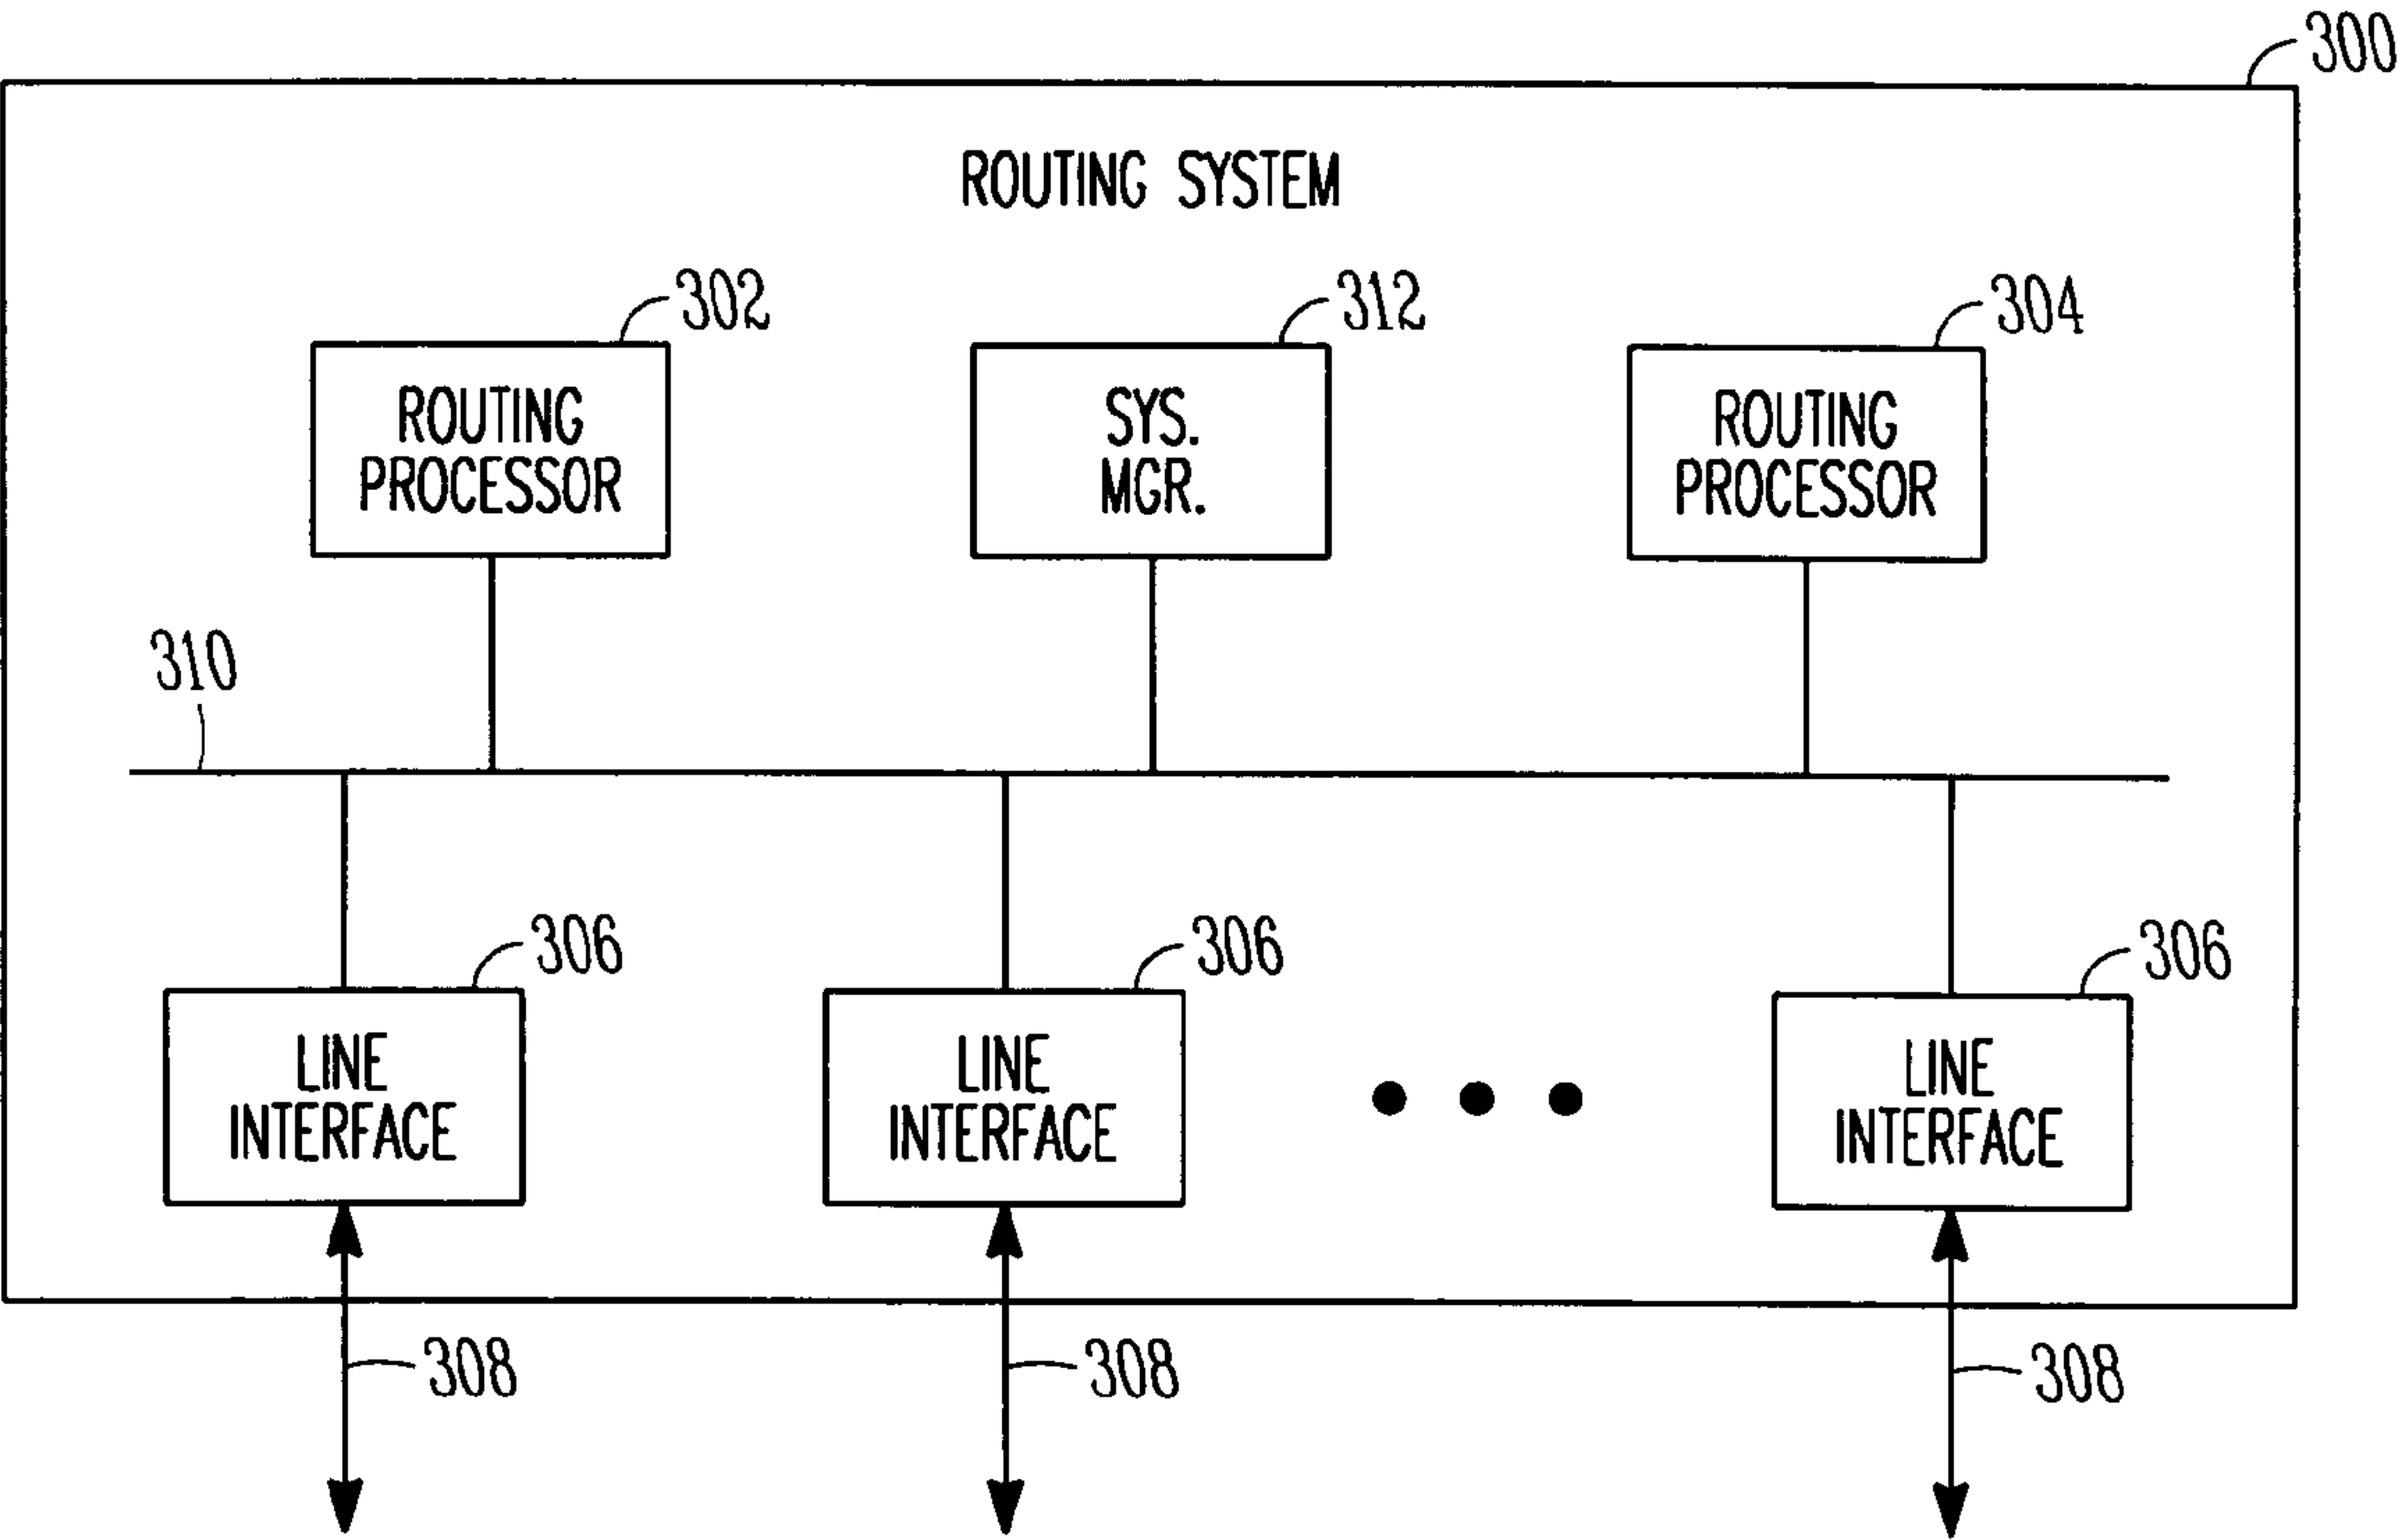 300
ROUTING SYSTEM
302
312
304
ROUTING
PROCESSOR
SYS.
MGR.
ROUTING
PROCESSOR
310
306
306
306
LINE
INTERFACE
LINE
INTERFACE
LINE
INTERFACE
308
308
308